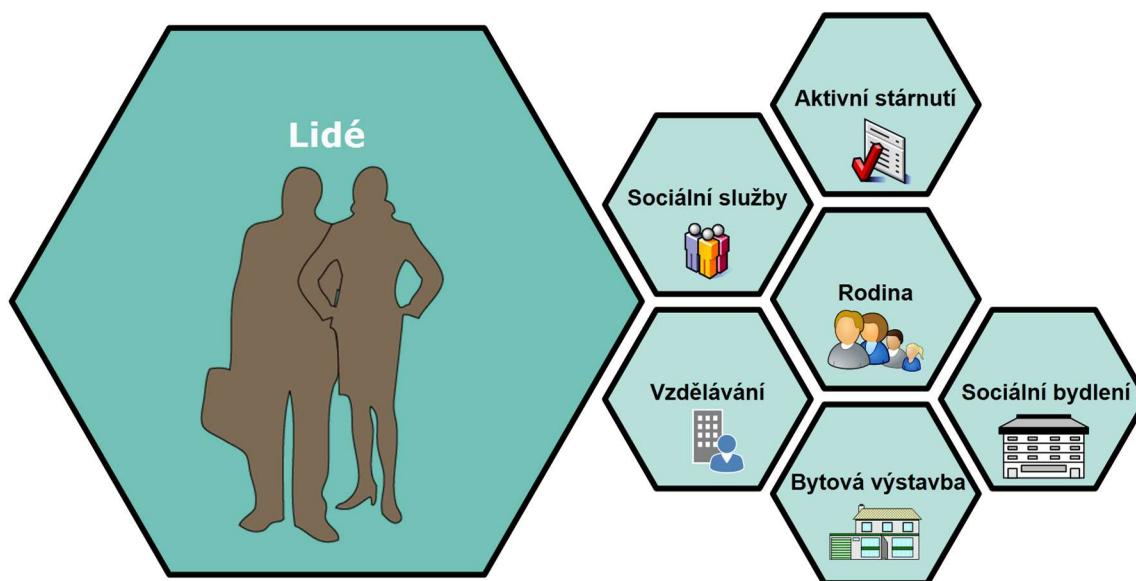 Lidé
Aktivní stárnutí
Sociální služby
Rodina
Vzdělávání
Sociální bydlení
Bytová výstavba